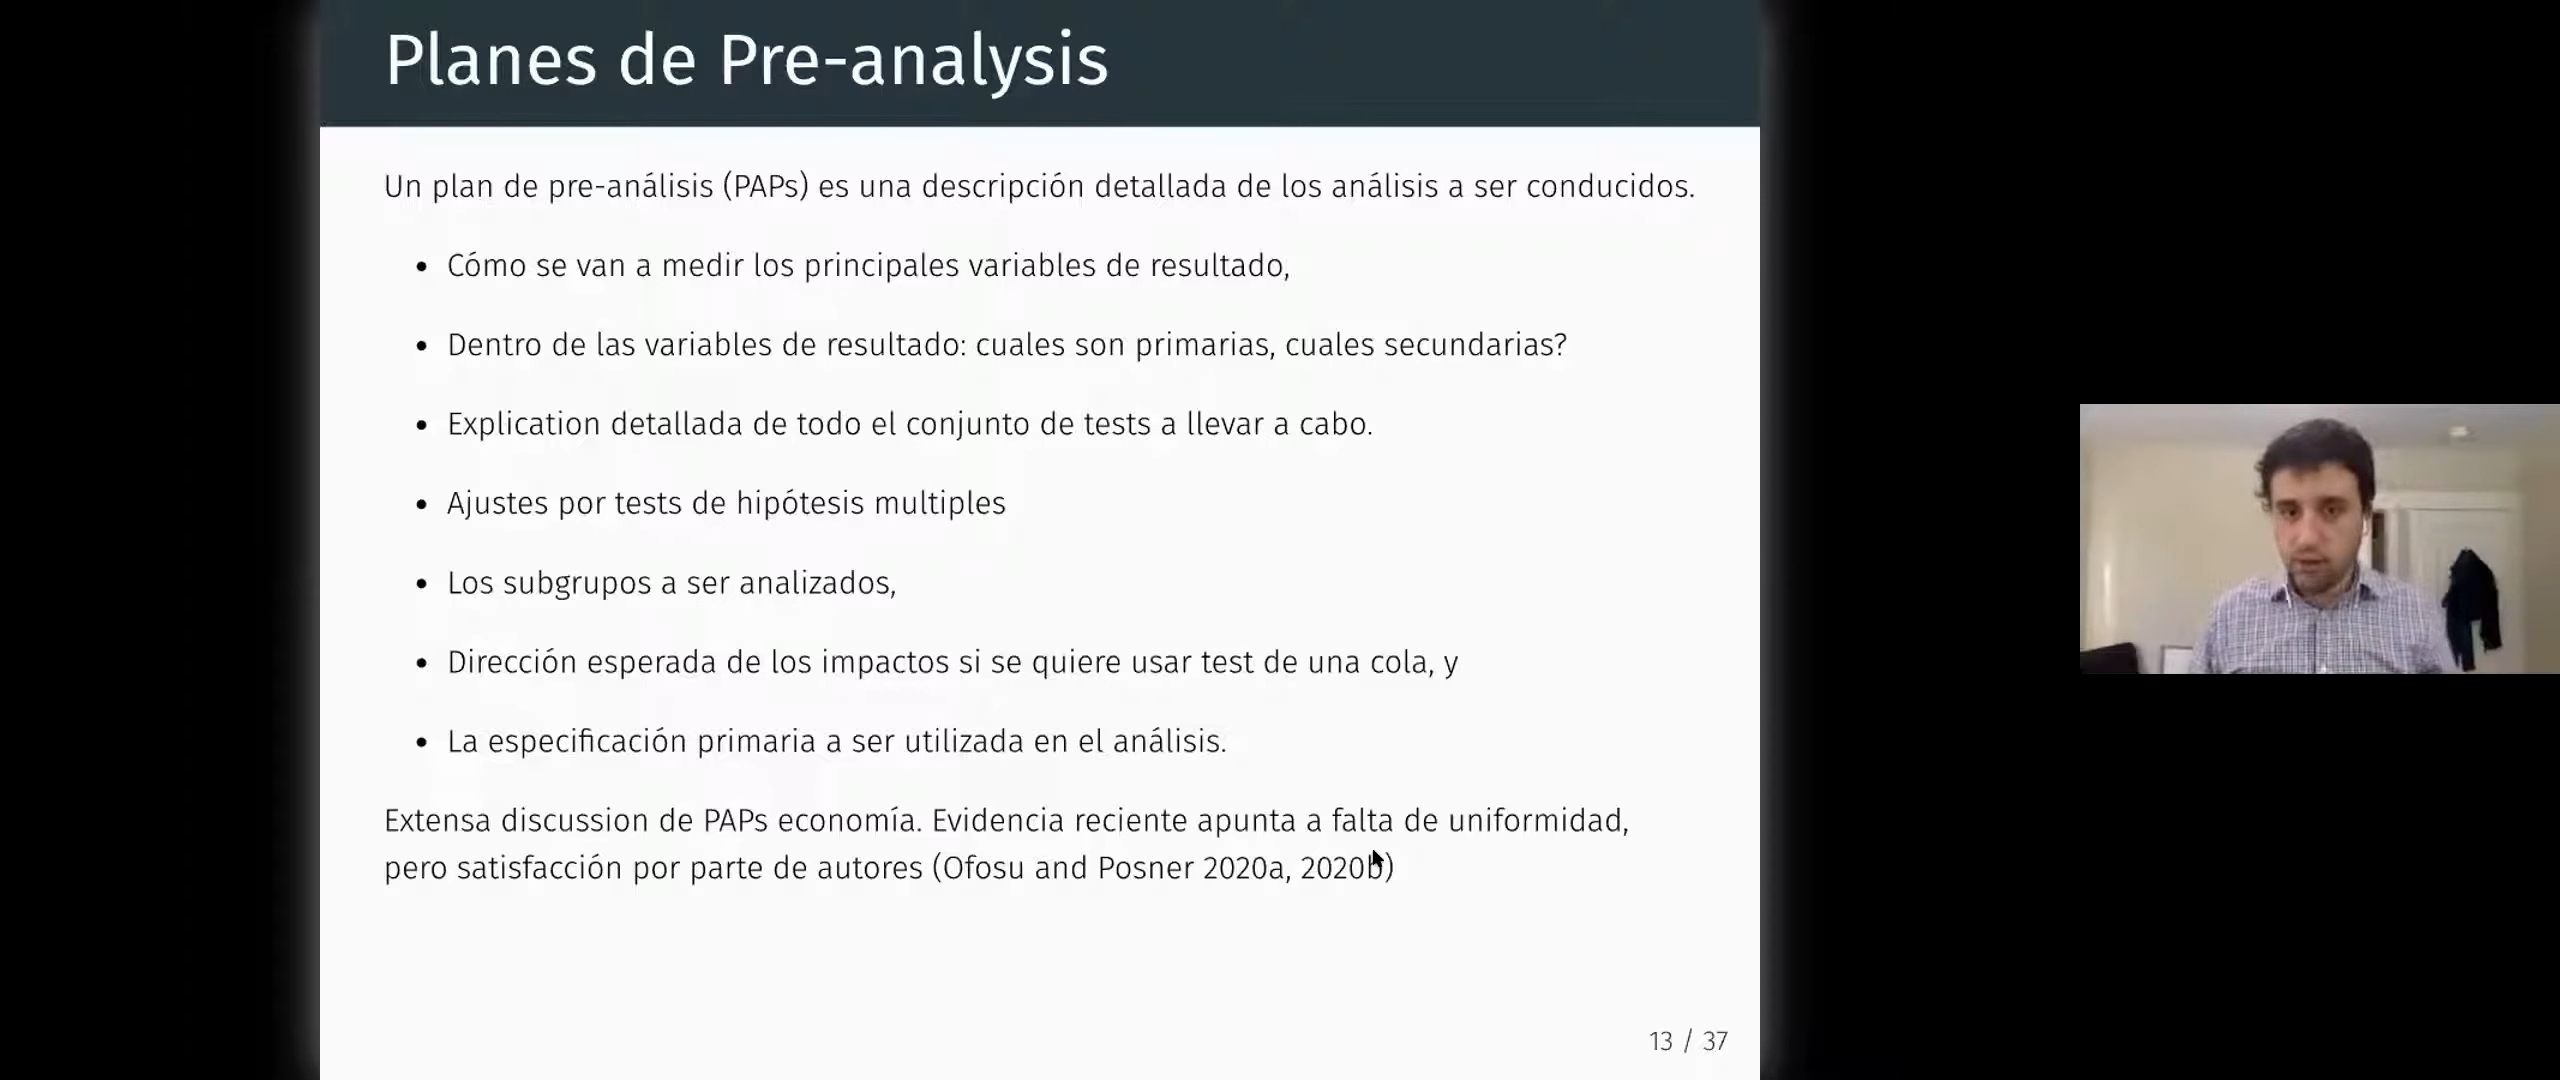 Planes de Pre-analysis
Un plan de pre-análisis (PAPs) es una descripción detallada de los análisis a ser conducidos.
• Cómo se van a medir los principales variables de resultado,
• Dentro de las variables de resultado: cuales son primarias, cuales secundarias?
• Explication detallada de todo el conjunto de tests a llevar a cabo.
• Ajustes por tests de hipótesis multiples
• Los subgrupos a ser analizados,
• Dirección esperada de los impactos si se quiere usar test de una cola, y
• La especificación primaria a ser utilizada en el análisis.
Extensa discussion de PAPs economía. Evidencia reciente apunta a falta de uniformidad,
pero satisfacción por parte de autores (Ofosu and Posner 2020a, 2020b)
13 / 37